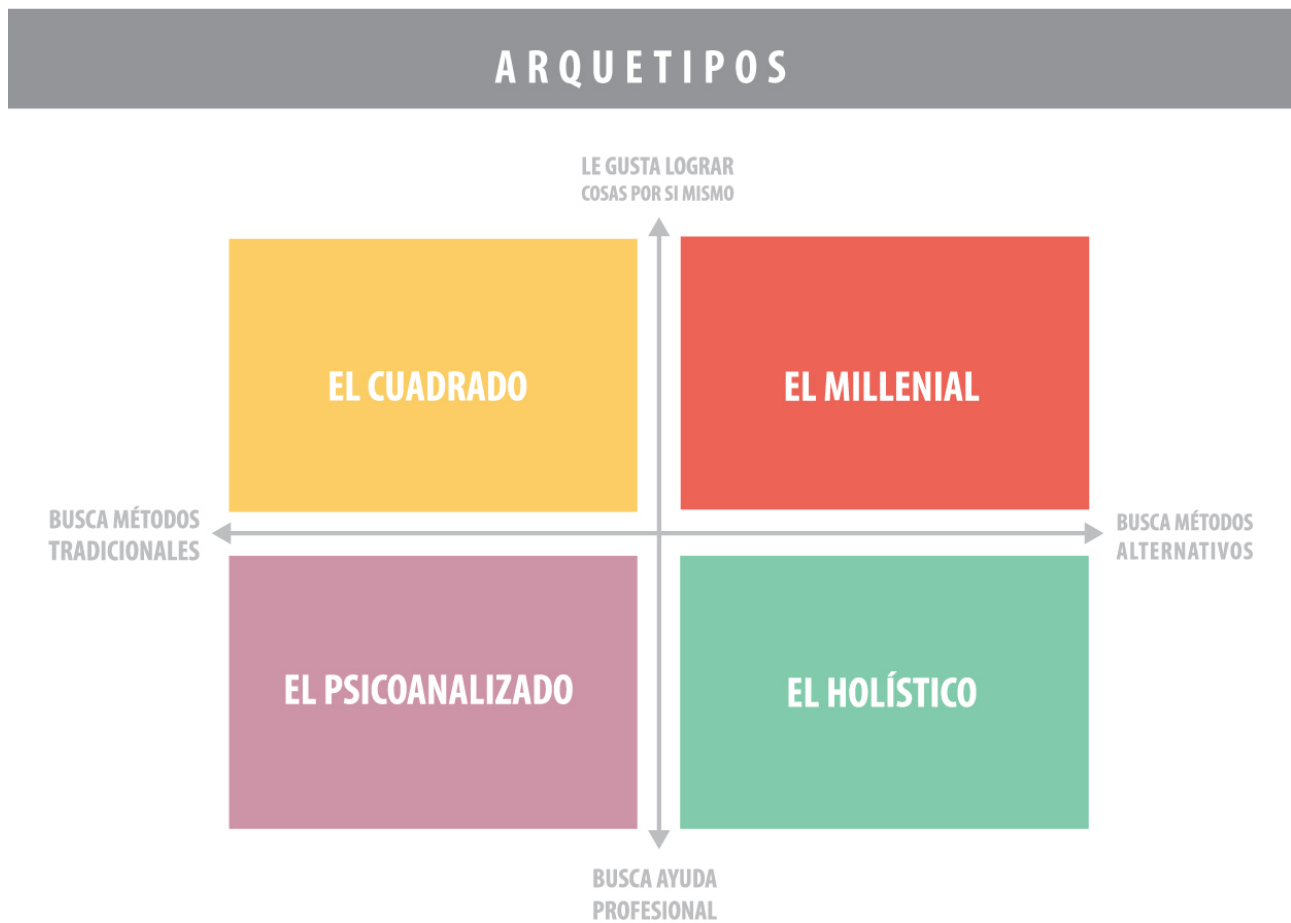 ARQUETIPOS
LE GUSTA LOGRAR
COSAS POR SI MISMO
EL CUADRADO
EL MILLENIAL
BUSCA MÉTODOS
TRADICIONALES
BUSCA MÉTODOS
ALTERNATIVOS
EL PSICOANALIZADO
EL HOLÍSTICO
BUSCA AYUDA
PROFESIONAL